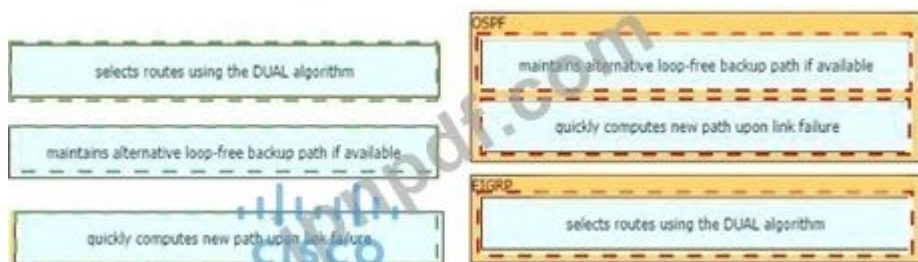 selects routes using the DUAL algorithm
maintains alternative loop-free backup path if available
quickly computes new path upon link failure
CISCO
OSPF
maintains alternative loop-free backup path if available
quickly computes new path upon link failure
EIGRP
selects routes using the DUAL algorithm